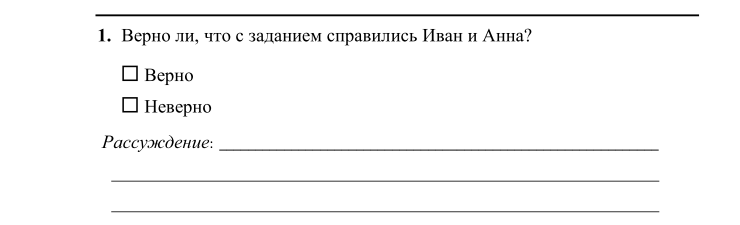 1. Верно ли, что с заданием справились Иван и Анна?
Верно
Неверно
Рассуждение: